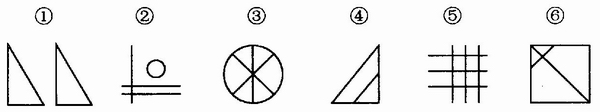 ① ② ③ ④ ⑤ ⑥